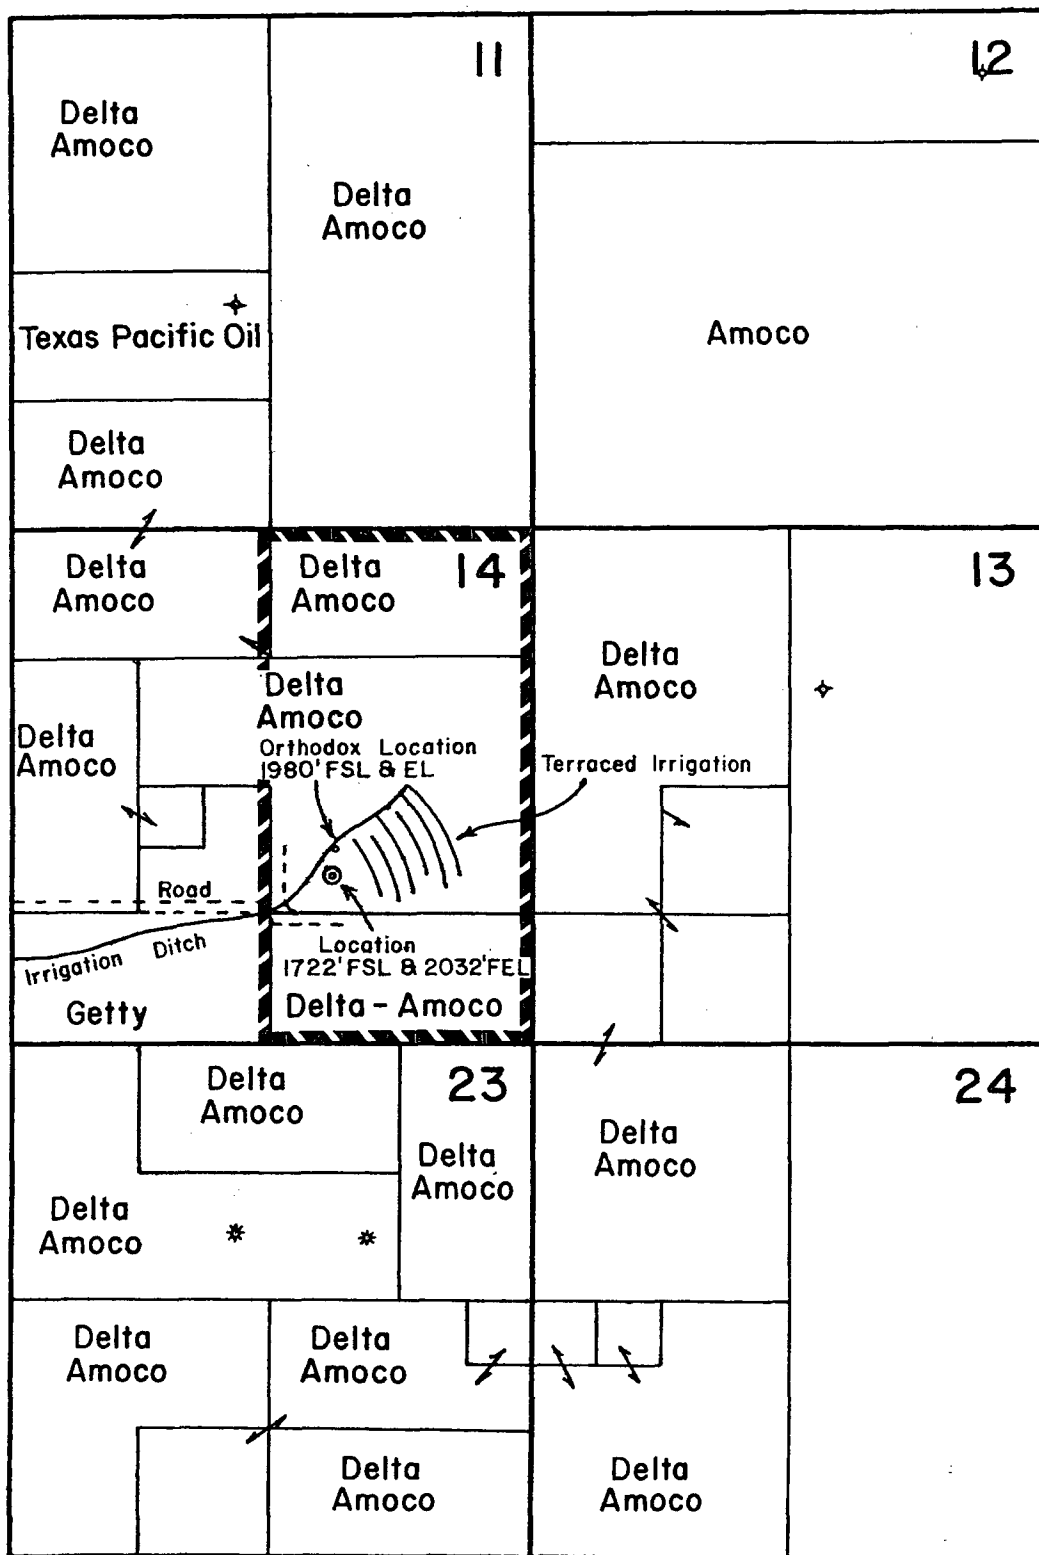 11
12
Delta
Amoco
Delta
Amoco
Texas Pacific Oil
Amoco
Delta
Amoco
Delta
Amoco
Delta
Amoco
14
13
Delta
Amoco
Delta
Amoco
Delta
Amoco
Orthodox Location
1980' FSL & EL
Terraced Irrigation
Road
Irrigation Ditch
Location
1722' FSL & 2032' FEL
Getty
Delta - Amoco
23
24
Delta
Amoco
Delta
Amoco
Delta
Amoco
Delta
Amoco
Delta
Amoco
Delta
Amoco
Delta
Amoco
Delta
Amoco